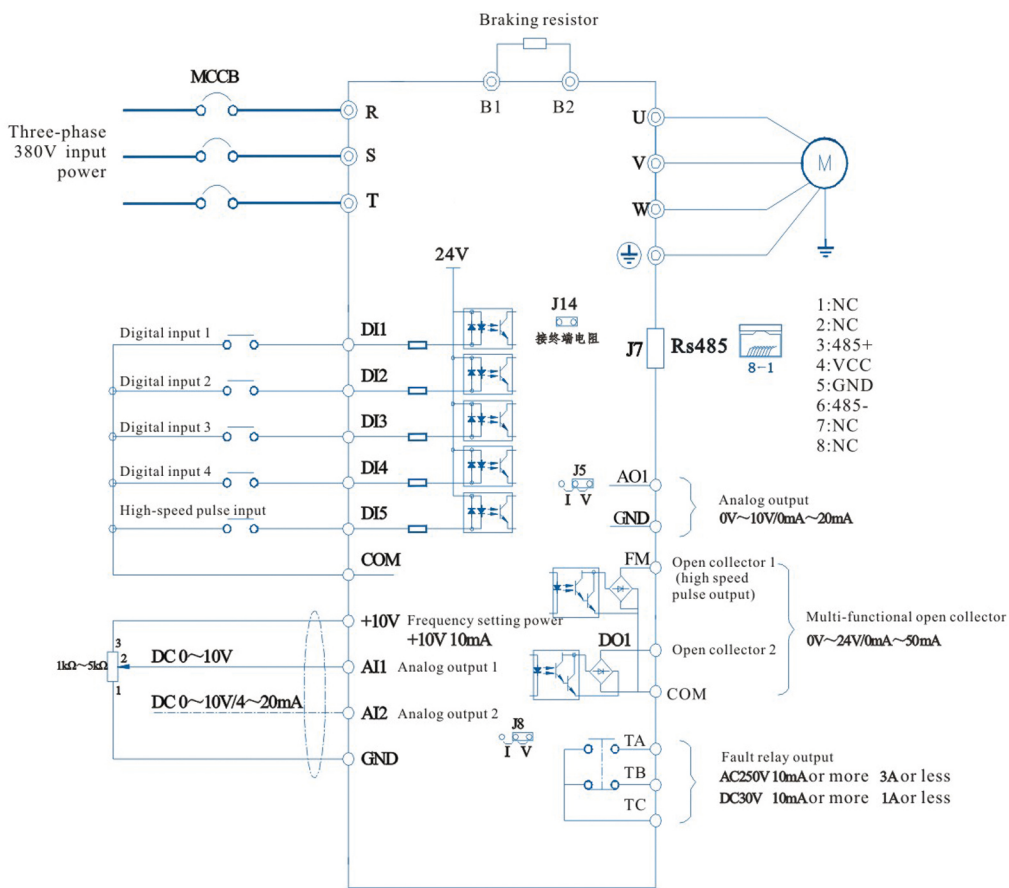 Braking resistor
MCCB
B1
B2
R
Three-phase
380V input
power
S
T
U
V
W
M
24V
J14
接终端电阻
J7
Rs485
8-1
1:NC
2:NC
3:485+
4:VCC
5:GND
6:485-
7:NC
8:NC
Digital input 1
DI1
Digital input 2
DI2
Digital input 3
DI3
Digital input 4
DI4
High-speed pulse input
DI5
COM
J5
I V
AO1
GND
Analog output
0V~10V/0mA~20mA
FM
Open collector 1
(high speed
pulse output)
DO1
Open collector 2
COM
Multi-functional open collector
0V~24V/0mA~50mA
+10V
Frequency setting power
+10V 10mA
3
2
1
1kΩ~5kΩ
DC 0~10V
AI1
Analog output 1
DC 0~10V/4~20mA
AI2
Analog output 2
J8
I V
GND
TA
TB
TC
Fault relay output
AC250V 10mA or more 3A or less
DC30V 10mA or more 1A or less